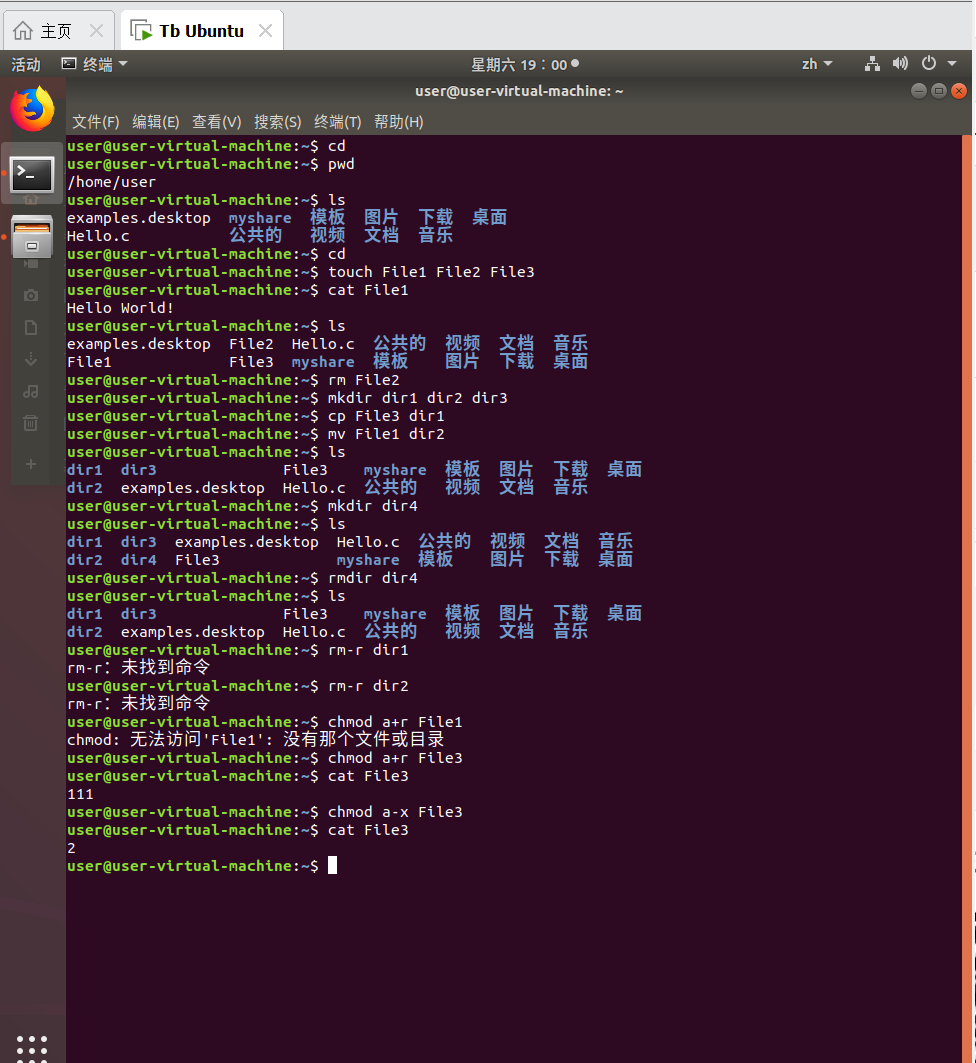 主页
Tb Ubuntu
活动 终端 星期六 19：00 zh
user@user-virtual-machine: ~
文件(F) 编辑(E) 查看(V) 搜索(S) 终端(T) 帮助(H)
user@user-virtual-machine:~$ cd
user@user-virtual-machine:~$ pwd
/home/user
user@user-virtual-machine:~$ ls
examples.desktop  myshare  模板  图片  下载  桌面
Hello.c           公共的   视频  文档  音乐
user@user-virtual-machine:~$ cd
user@user-virtual-machine:~$ touch File1 File2 File3
user@user-virtual-machine:~$ cat File1
Hello World!
user@user-virtual-machine:~$ ls
examples.desktop  File2  Hello.c  公共的  视频  文档  音乐
File1             File3  myshare  模板    图片  下载  桌面
user@user-virtual-machine:~$ rm File2
user@user-virtual-machine:~$ mkdir dir1 dir2 dir3
user@user-virtual-machine:~$ cp File3 dir1
user@user-virtual-machine:~$ mv File1 dir2
user@user-virtual-machine:~$ ls
dir1  dir3              File3    myshare  模板  图片  下载  桌面
dir2  examples.desktop  Hello.c  公共的   视频  文档  音乐
user@user-virtual-machine:~$ mkdir dir4
user@user-virtual-machine:~$ ls
dir1  dir3  examples.desktop  Hello.c  公共的  视频  文档  音乐
dir2  dir4  File3             myshare  模板    图片  下载  桌面
user@user-virtual-machine:~$ rmdir dir4
user@user-virtual-machine:~$ ls
dir1  dir3              File3    myshare  模板  图片  下载  桌面
dir2  examples.desktop  Hello.c  公共的   视频  文档  音乐
user@user-virtual-machine:~$ rm-r dir1
rm-r：未找到命令
user@user-virtual-machine:~$ rm-r dir2
rm-r：未找到命令
user@user-virtual-machine:~$ chmod a+r File1
chmod: 无法访问'File1': 没有那个文件或目录
user@user-virtual-machine:~$ chmod a+r File3
user@user-virtual-machine:~$ cat File3
111
user@user-virtual-machine:~$ chmod a-x File3
user@user-virtual-machine:~$ cat File3
2
user@user-virtual-machine:~$